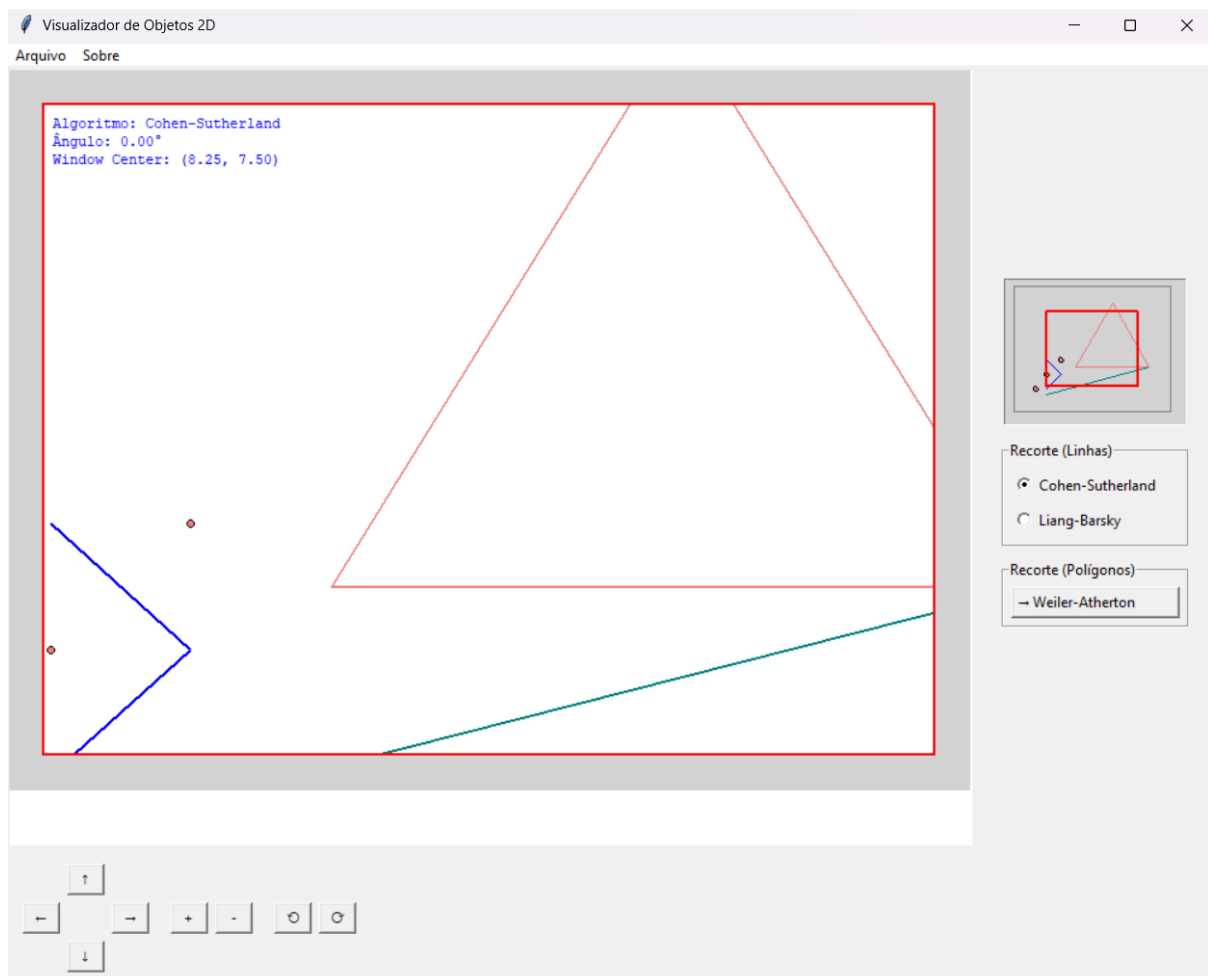 Visualizador de Objetos 2D
Arquivo Sobre
Algoritmo: Cohen-Sutherland
Ângulo: 0.00°
Window Center: (8.25, 7.50)
Recorte (Linhas)
Cohen-Sutherland
Liang-Barsky
Recorte (Polígonos)
→ Weiler-Atherton
↑
← → + - ↺ ↻
↓